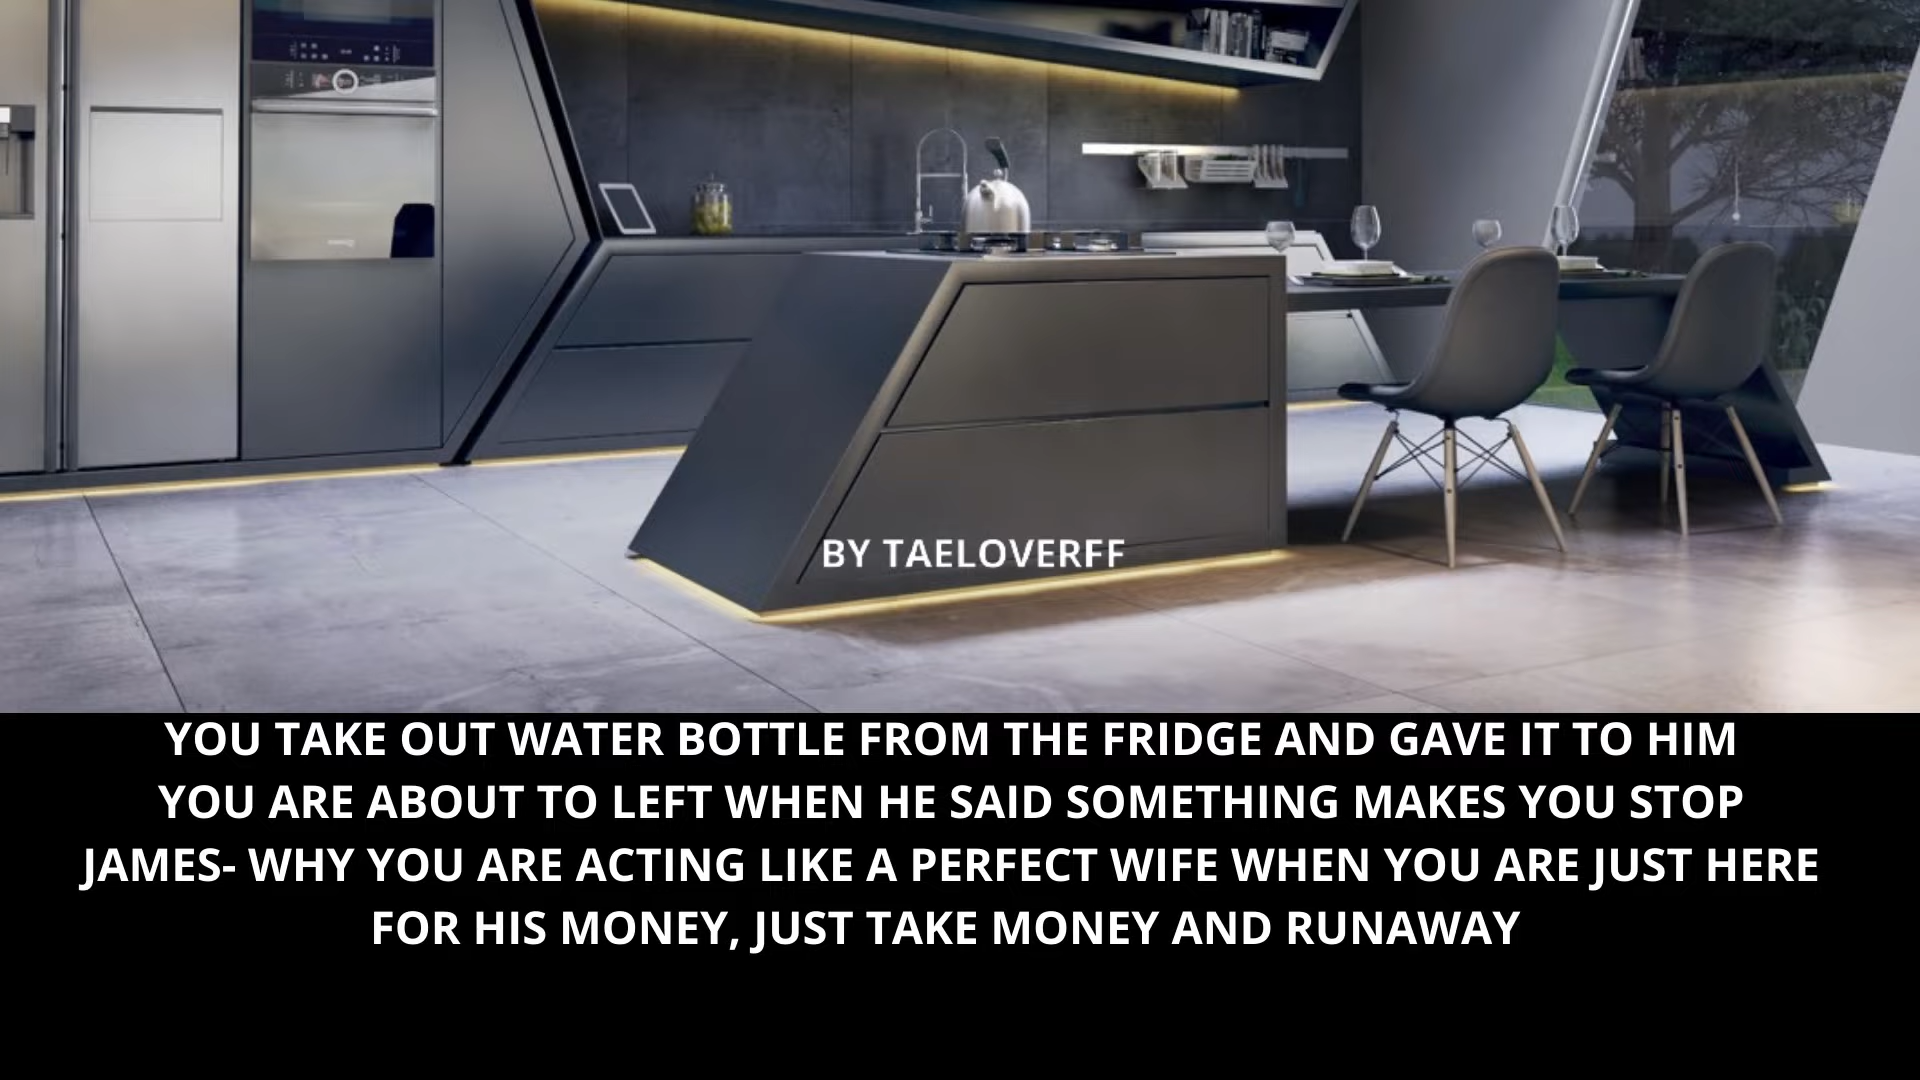 BY TAELOVERFF
YOU TAKE OUT WATER BOTTLE FROM THE FRIDGE AND GAVE IT TO HIM
YOU ARE ABOUT TO LEFT WHEN HE SAID SOMETHING MAKES YOU STOP
JAMES- WHY YOU ARE ACTING LIKE A PERFECT WIFE WHEN YOU ARE JUST HERE
FOR HIS MONEY, JUST TAKE MONEY AND RUNAWAY